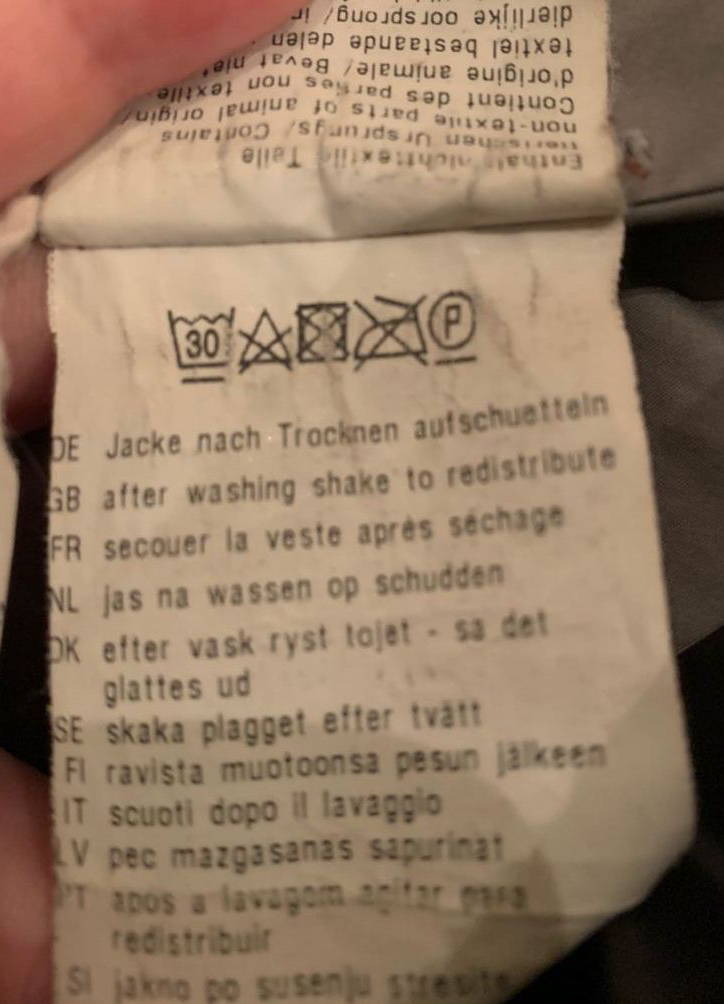 dierlijke oorsprong/
textiel bestaande delen
d'origine animale/ Bevat niet
Contient des parties non textile
non-textile parts of animal origin/
tierischen Ursprungs/ Contains
Enthält nichttextile Teile
30 P
DE Jacke nach Trocknen aufschuetteln
GB after washing shake to redistribute
FR secouer la veste après séchage
NL jas na wassen op schudden
DK efter vask ryst tojet - sa det
glattes ud
SE skaka plagget efter tvätt
FI ravista muotoonsa pesun jälkeen
IT scuoti dopo il lavaggio
LV pec mazgasanas sapurinat
PT apos a lavagem agitar para
redistribuir
SI jakno po susenju stresite